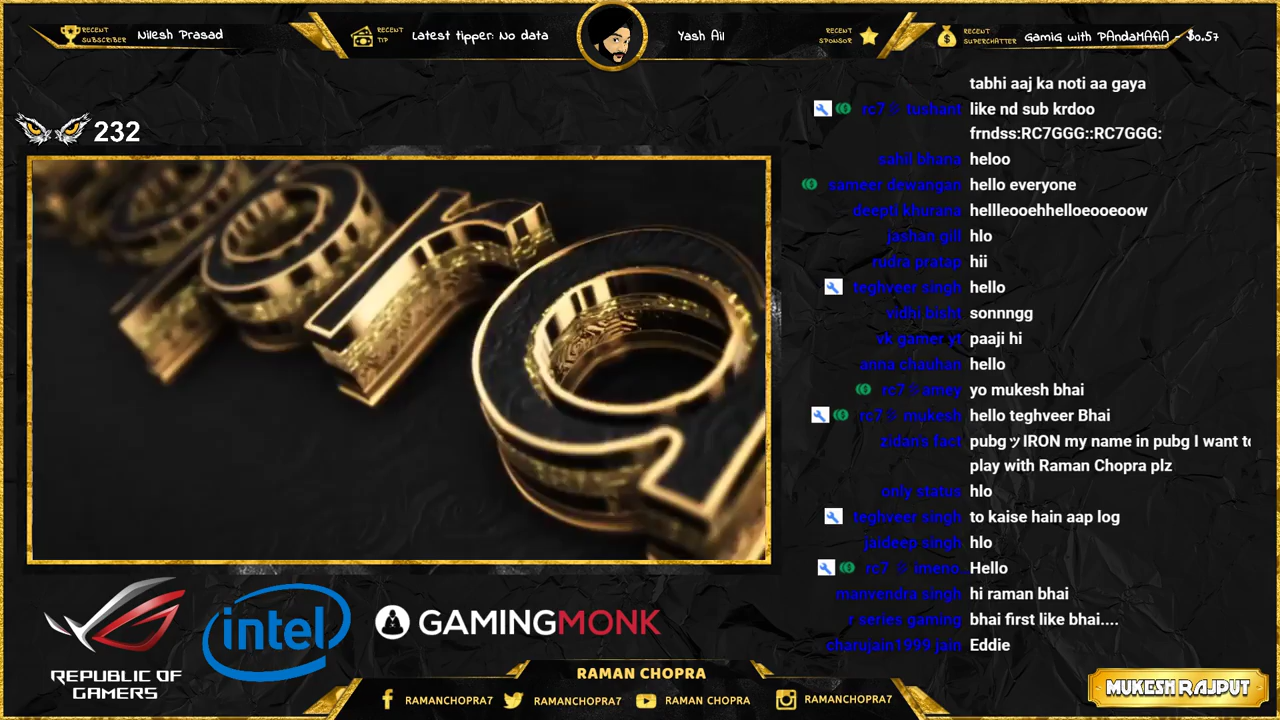 RECENT SUBSCRIBER Nilesh Prasad
RECENT TIP Latest tipper: No data
Yash Ail RECENT SPONSOR
RECENT SUPERCHATTER GamiG with PAndaMAfiA - $0.57
232
tabhi aaj ka noti aa gaya
rc7 tushant like nd sub krdoo
frndss:RC7GGG::RC7GGG:
sahil bhana heloo
sameer dewangan hello everyone
deepti khurana hellleooehhelloeooeoow
jashan gill hlo
rudra pratap hii
teghveer singh hello
vidhi bisht sonnngg
vk gamer yt paaji hi
anna chauhan hello
rc7 amey yo mukesh bhai
rc7 mukesh hello teghveer Bhai
zidan's fact pubgッIRON my name in pubg I want to
play with Raman Chopra plz
only status hlo
teghveer singh to kaise hain aap log
jaideep singh hlo
rc7 imeno.. Hello
manvendra singh hi raman bhai
r series gaming bhai first like bhai....
charujain1999 jain Eddie
REPUBLIC OF
GAMERS
intel
GAMINGMONK
RAMAN CHOPRA
RAMANCHOPRA7 RAMANCHOPRA7 RAMAN CHOPRA RAMANCHOPRA7
MUKESH RAJPUT